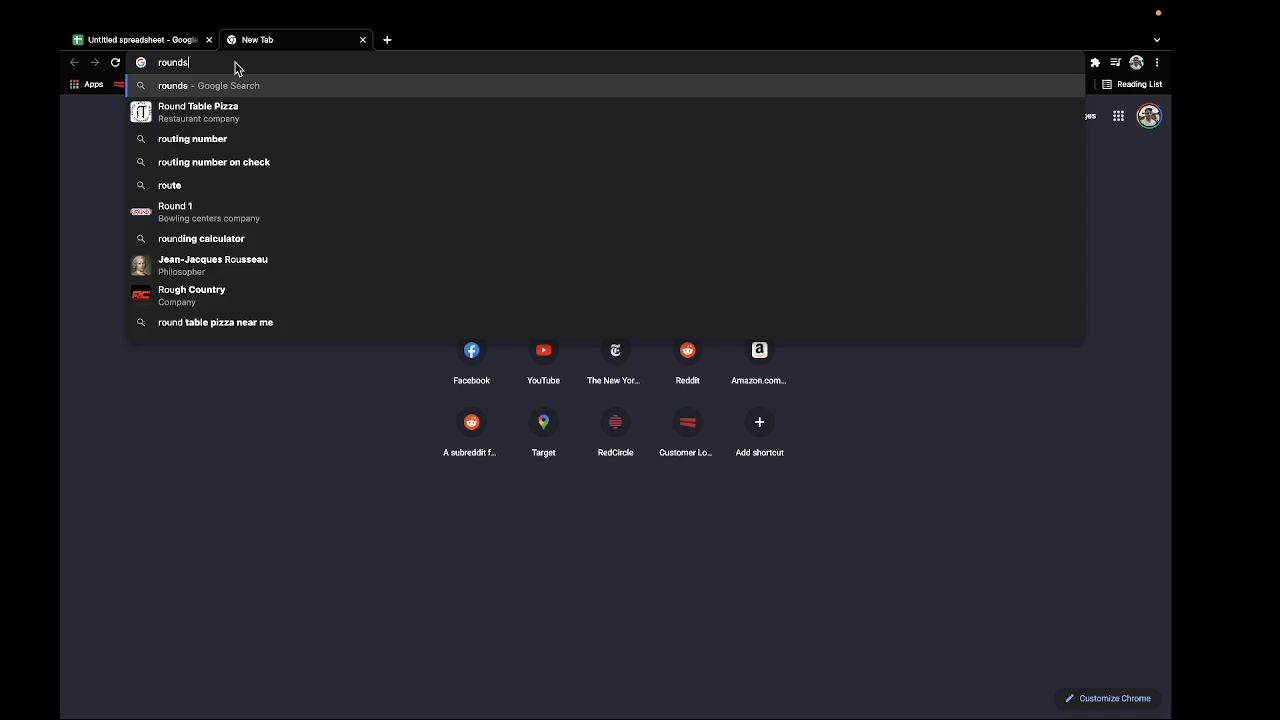 Untitled spreadsheet - Google
New Tab
rounds
Apps
Reading List
rounds - Google Search
Round Table Pizza
Restaurant company
routing number
routing number on check
route
Round 1
Bowling centers company
rounding calculator
Jean-Jacques Rousseau
Philosopher
Rough Country
Company
round table pizza near me
Facebook
YouTube
The New Yor...
Reddit
Amazon.com...
A subreddit f...
Target
RedCircle
Customer Lo...
Add shortcut
Customize Chrome